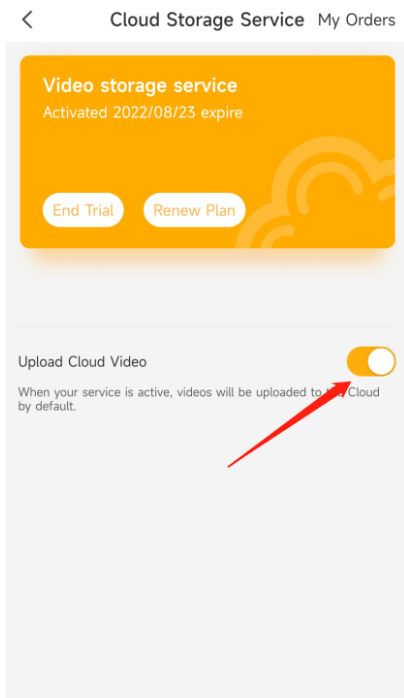 Cloud Storage Service My Orders
Video storage service
Activated 2022/08/23 expire
End Trial Renew Plan
Upload Cloud Video
When your service is active, videos will be uploaded to the Cloud
by default.